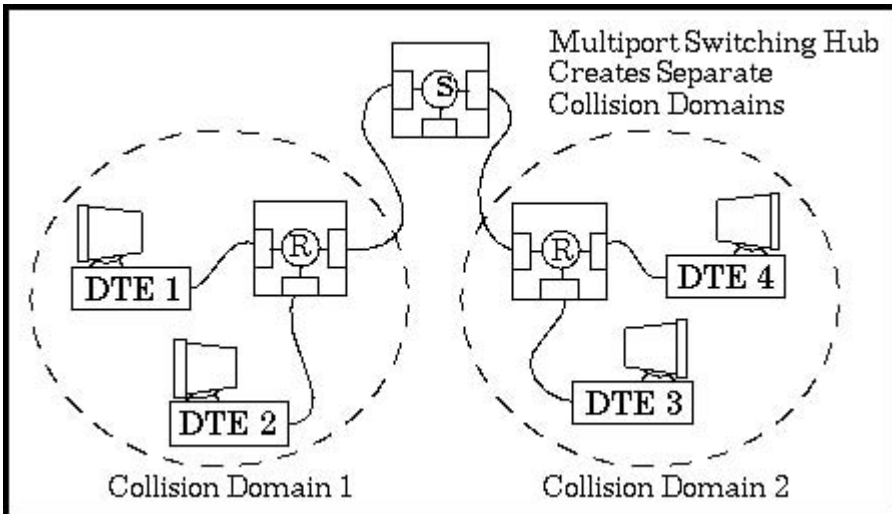 Multiport Switching Hub
Creates Separate
Collision Domains
S
R
R
DTE 1
DTE 4
DTE 2
DTE 3
Collision Domain 1
Collision Domain 2